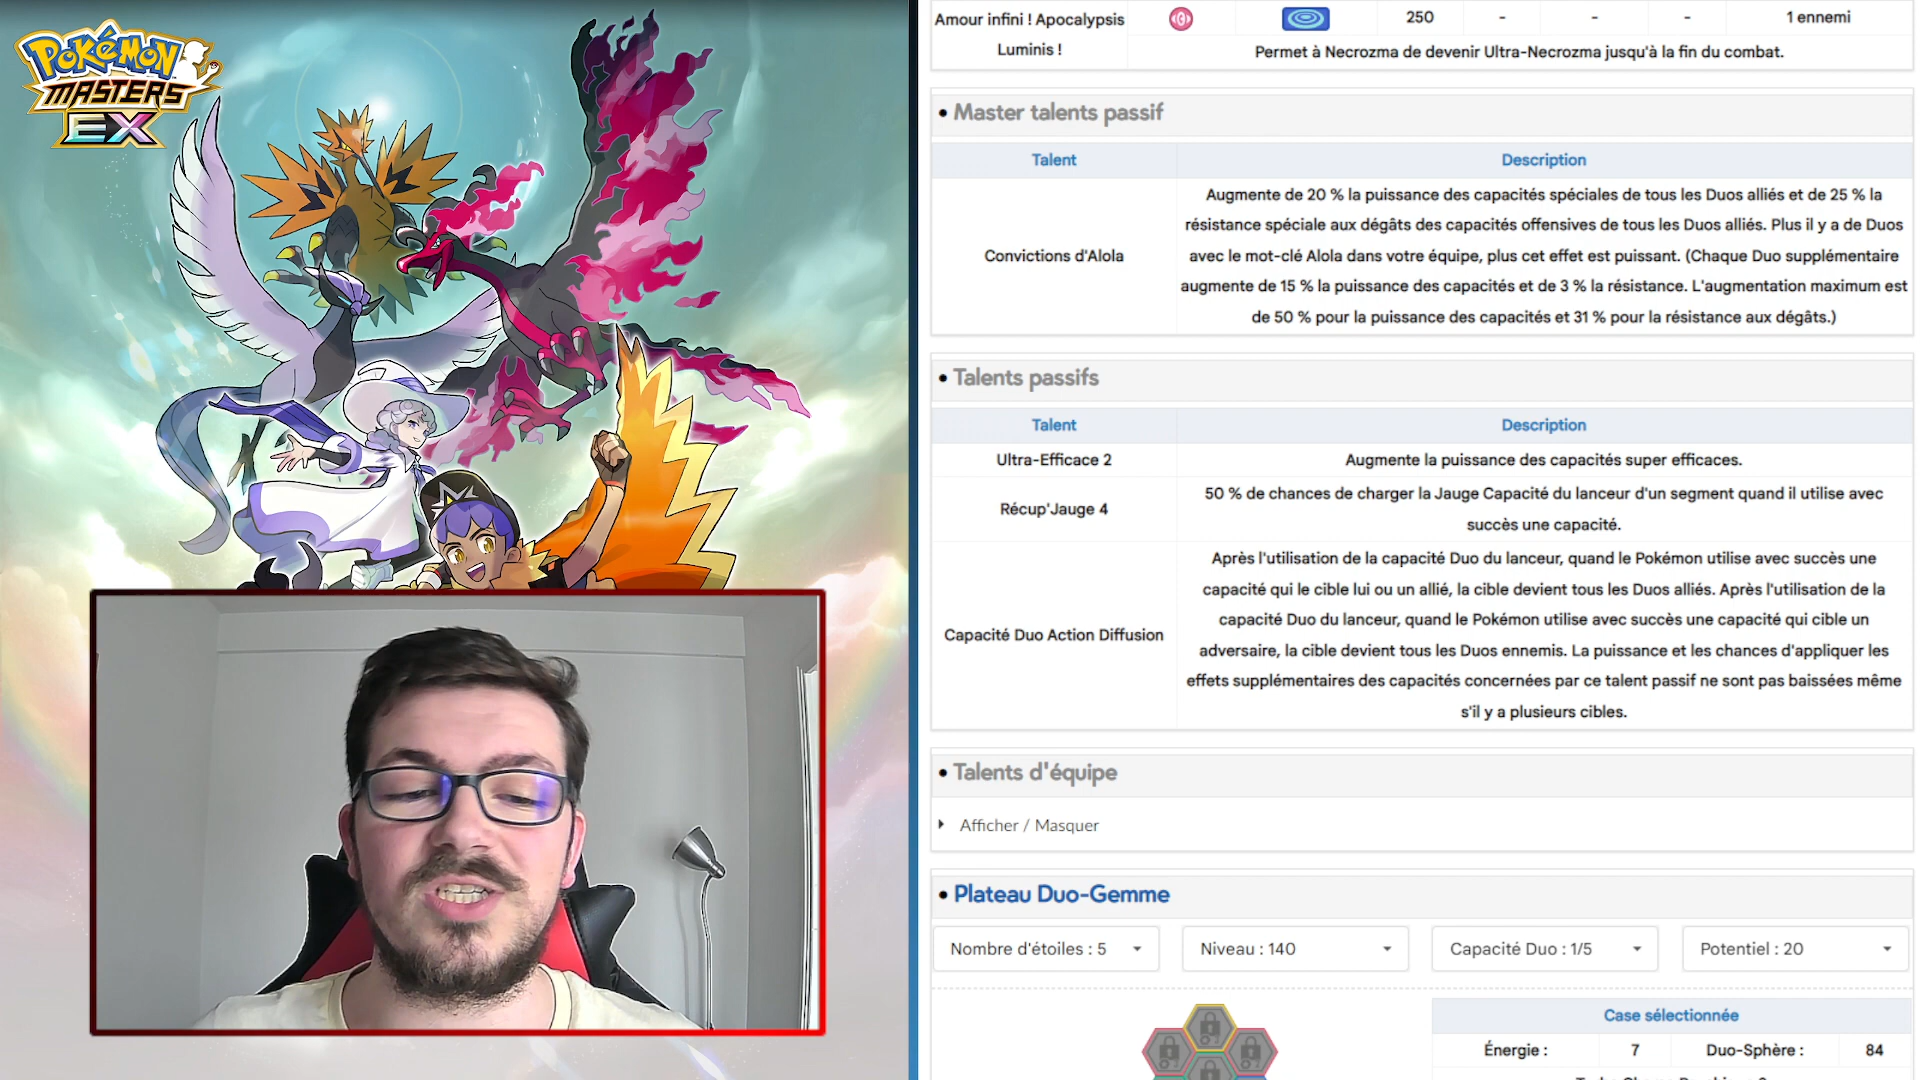 Pokémon
MASTERS
EX
Amour infini ! Apocalypsis
Luminis !
250
-
-
-
1 ennemi
Permet à Necrozma de devenir Ultra-Necrozma jusqu'à la fin du combat.
• Master talents passif
Talent
Description
Convictions d'Alola
Augmente de 20 % la puissance des capacités spéciales de tous les Duos alliés et de 25 % la
résistance spéciale aux dégâts des capacités offensives de tous les Duos alliés. Plus il y a de Duos
avec le mot-clé Alola dans votre équipe, plus cet effet est puissant. (Chaque Duo supplémentaire
augmente de 15 % la puissance des capacités et de 3 % la résistance. L'augmentation maximum est
de 50 % pour la puissance des capacités et 31 % pour la résistance aux dégâts.)
• Talents passifs
Talent
Description
Ultra-Efficace 2
Augmente la puissance des capacités super efficaces.
Récup'Jauge 4
50 % de chances de charger la Jauge Capacité du lanceur d'un segment quand il utilise avec
succès une capacité.
Capacité Duo Action Diffusion
Après l'utilisation de la capacité Duo du lanceur, quand le Pokémon utilise avec succès une
capacité qui le cible lui ou un allié, la cible devient tous les Duos alliés. Après l'utilisation de la
capacité Duo du lanceur, quand le Pokémon utilise avec succès une capacité qui cible un
adversaire, la cible devient tous les Duos ennemis. La puissance et les chances d'appliquer les
effets supplémentaires des capacités concernées par ce talent passif ne sont pas baissées même
s'il y a plusieurs cibles.
• Talents d'équipe
Afficher / Masquer
• Plateau Duo-Gemme
Nombre d'étoiles : 5
Niveau : 140
Capacité Duo : 1/5
Potentiel : 20
Case sélectionnée
Énergie :
7
Duo-Sphère :
84